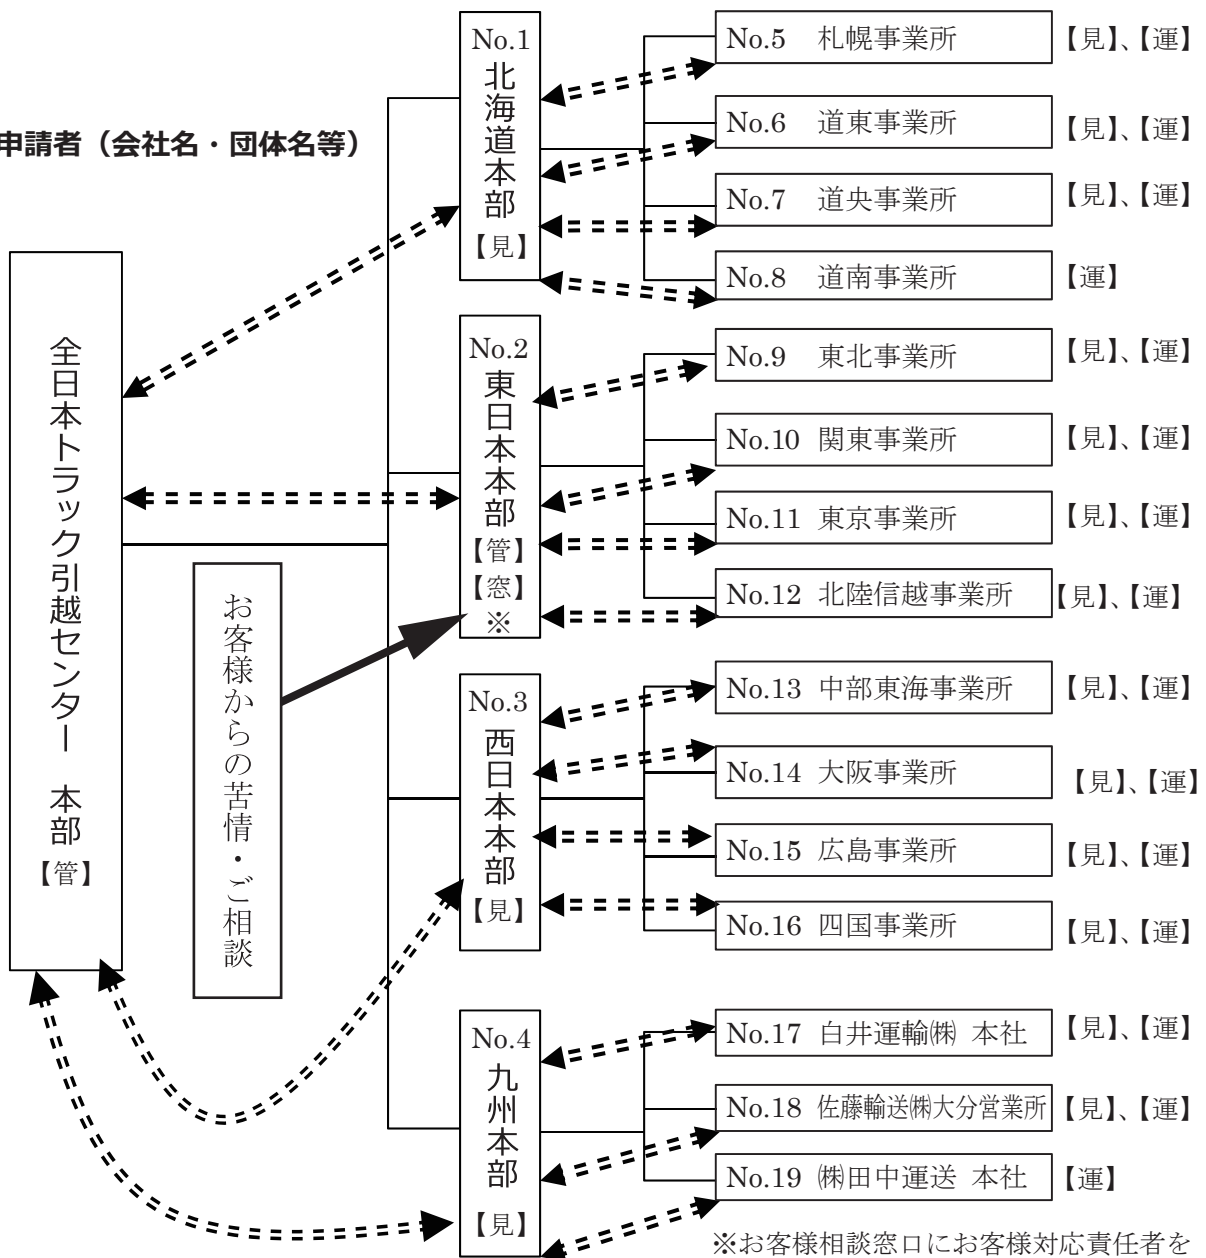 申請者（会社名・団体名等）
全日本トラック引越センター 本部
【管】
お客様からの苦情・ご相談
No.1
北海道本部
【見】
No.5 札幌事業所 【見】、【運】
No.6 道東事業所 【見】、【運】
No.7 道央事業所 【見】、【運】
No.8 道南事業所 【運】
No.2
東日本本部
【管】
【窓】
※
No.9 東北事業所 【見】、【運】
No.10 関東事業所 【見】、【運】
No.11 東京事業所 【見】、【運】
No.12 北陸信越事業所 【見】、【運】
No.3
西日本本部
【見】
No.13 中部東海事業所 【見】、【運】
No.14 大阪事業所 【見】、【運】
No.15 広島事業所 【見】、【運】
No.16 四国事業所 【見】、【運】
No.4
九州本部
【見】
No.17 白井運輸㈱ 本社 【見】、【運】
No.18 佐藤輸送㈱大分営業所 【見】、【運】
No.19 ㈱田中運送 本社 【運】
※お客様相談窓口にお客様対応責任者を